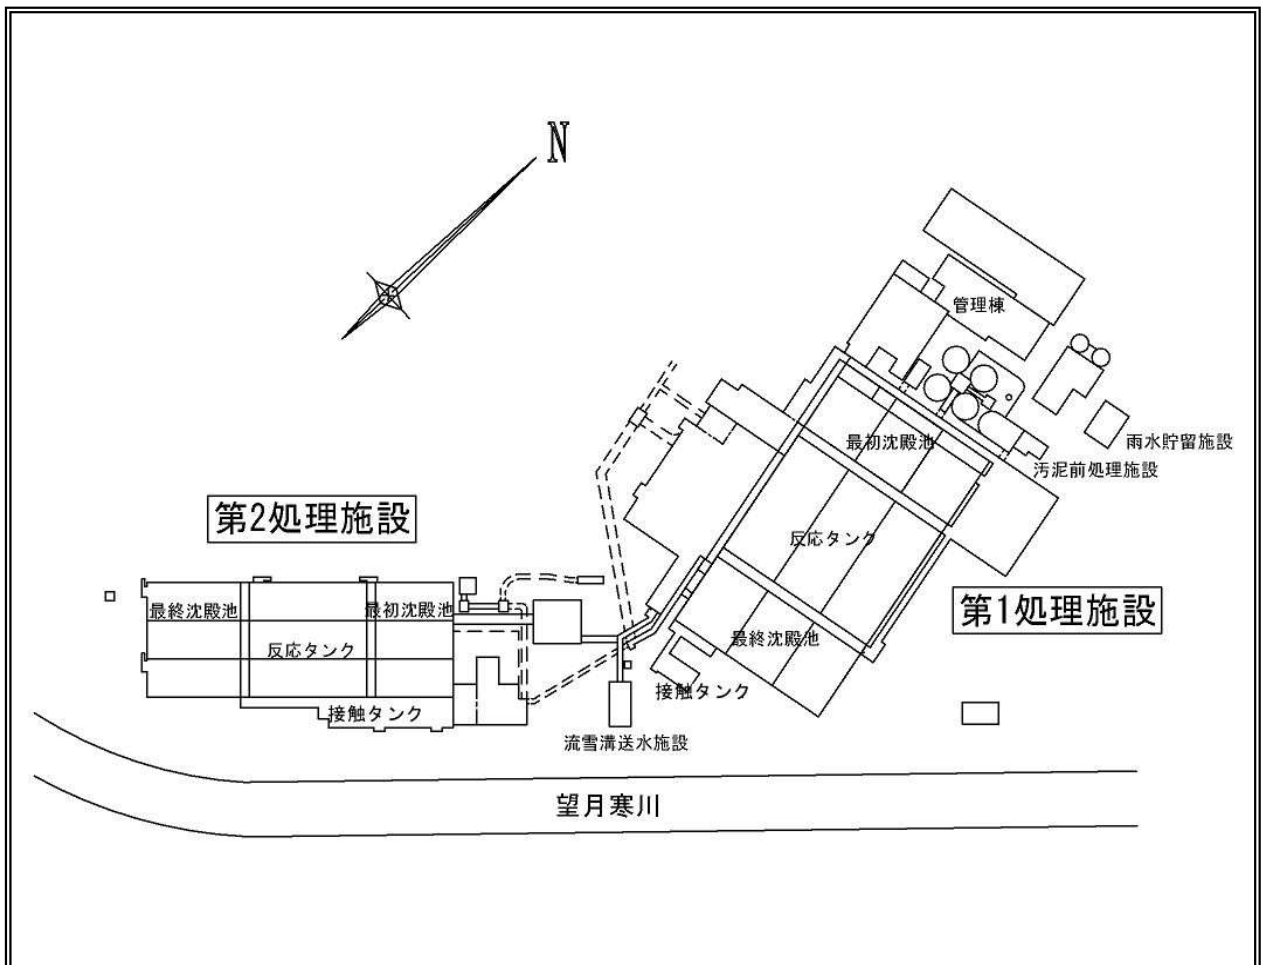 N
管理棟
雨水貯留施設
汚泥前処理施設
最初沈殿池
反応タンク
第1処理施設
最終沈殿池
接触タンク
第2処理施設
最終沈殿池
最初沈殿池
反応タンク
接触タンク
流雪溝送水施設
望月寒川